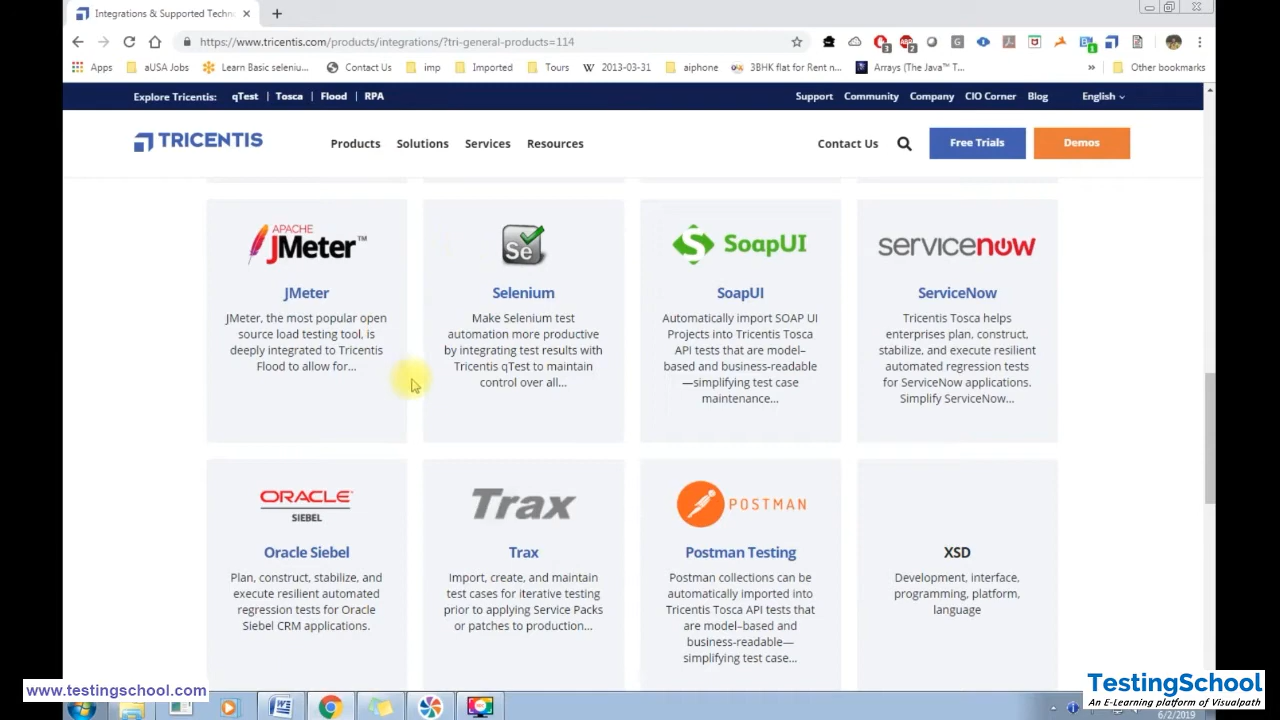 Integrations & Supported Techn
https://www.tricentis.com/products/integrations/?tri-general-products=114
Apps aUSA Jobs Learn Basic seleniu... Contact Us imp Imported Tours 2013-03-31 aiphone 3BHK flat for Rent n... Arrays (The Java™ T... » Other bookmarks
Explore Tricentis: qTest | Tosca | Flood | RPA Support Community Company CIO Corner Blog English
TRICENTIS Products Solutions Services Resources Contact Us Free Trials Demos
APACHE
JMeter™
JMeter
JMeter, the most popular open
source load testing tool, is
deeply integrated to Tricentis
Flood to allow for...
Se
Selenium
Make Selenium test
automation more productive
by integrating test results with
Tricentis qTest to maintain
control over all...
SoapUI
SoapUI
Automatically import SOAP UI
Projects into Tricentis Tosca
API tests that are model–
based and business-readable
—simplifying test case
maintenance...
servicenow
ServiceNow
Tricentis Tosca helps
enterprises plan, construct,
stabilize, and execute resilient
automated regression tests
for ServiceNow applications.
Simplify ServiceNow...
ORACLE
SIEBEL
Oracle Siebel
Plan, construct, stabilize, and
execute resilient automated
regression tests for Oracle
Siebel CRM applications.
Trax
Trax
Import, create, and maintain
test cases for iterative testing
prior to applying Service Packs
or patches to production...
POSTMAN
Postman Testing
Postman collections can be
automatically imported into
Tricentis Tosca API tests that
are model–based and
business-readable—
simplifying test case...
XSD
Development, interface,
programming, platform,
language
www.testingschool.com
TestingSchool
An E-Learning platform of Visualpath
6/2/2019